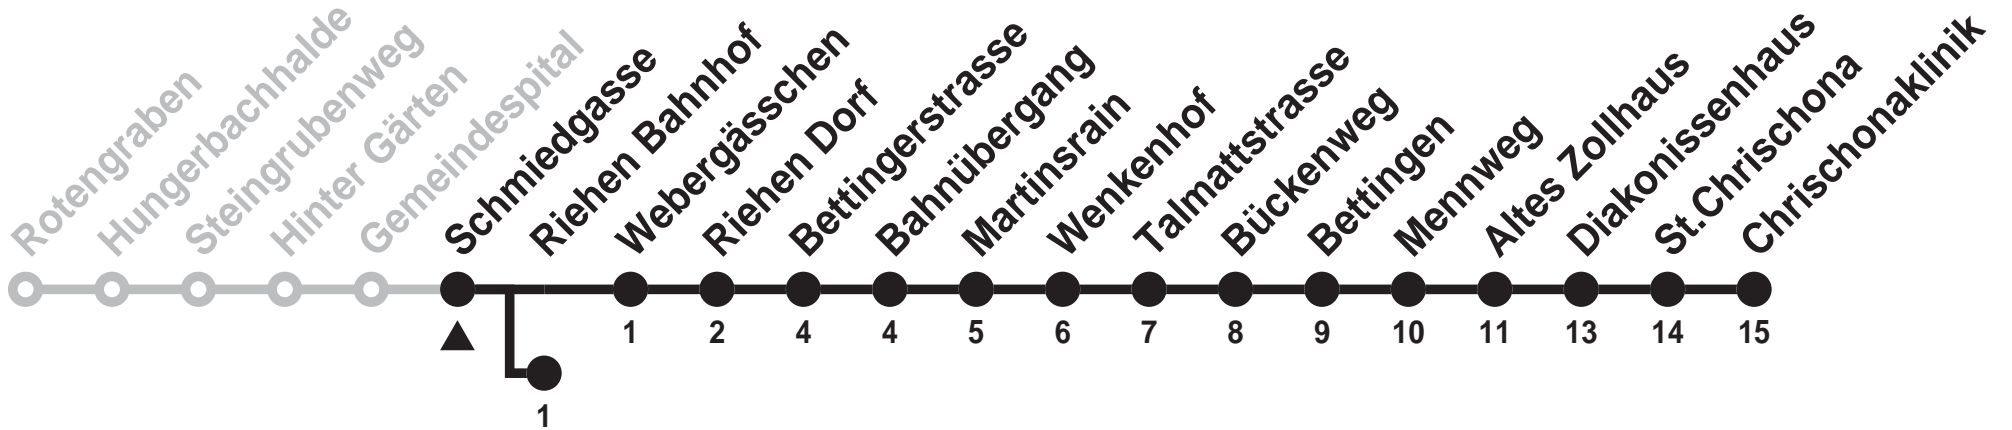 Rotengraben
Hungerbachhalde
Steingrubenweg
Hinter Gärten
Gemeindespital
Schmiedgasse
Riehen Bahnhof
Webergässchen
Riehen Dorf
Bettingerstrasse
Bahnübergang
Martinsrain
Wenkenhof
Talmattstrasse
Bückenweg
Bettingen
Mennweg
Altes Zollhaus
Diakonissenhaus
St.Chrischona
Chrischonaklinik
1 2 4 4 5 6 7 8 9 10 11 13 14 15
1